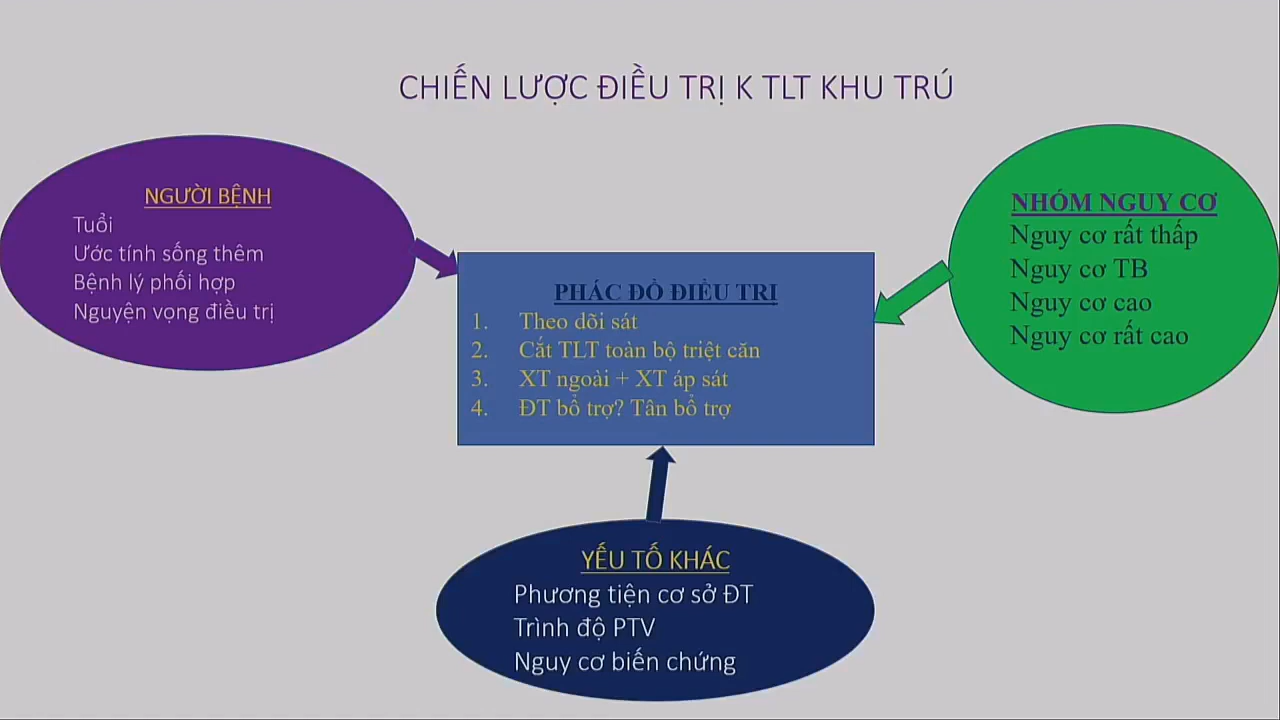 CHIẾN LƯỢC ĐIỀU TRỊ K TLT KHU TRÚ
NGƯỜI BỆNH
Tuổi
Ước tính sống thêm
Bệnh lý phối hợp
Nguyện vọng điều trị
PHÁC ĐỒ ĐIỀU TRỊ
1. Theo dõi sát
2. Cắt TLT toàn bộ triệt căn
3. XT ngoài + XT áp sát
4. ĐT bổ trợ? Tân bổ trợ
NHÓM NGUY CƠ
Nguy cơ rất thấp
Nguy cơ TB
Nguy cơ cao
Nguy cơ rất cao
YẾU TỐ KHÁC
Phương tiện cơ sở ĐT
Trình độ PTV
Nguy cơ biến chứng